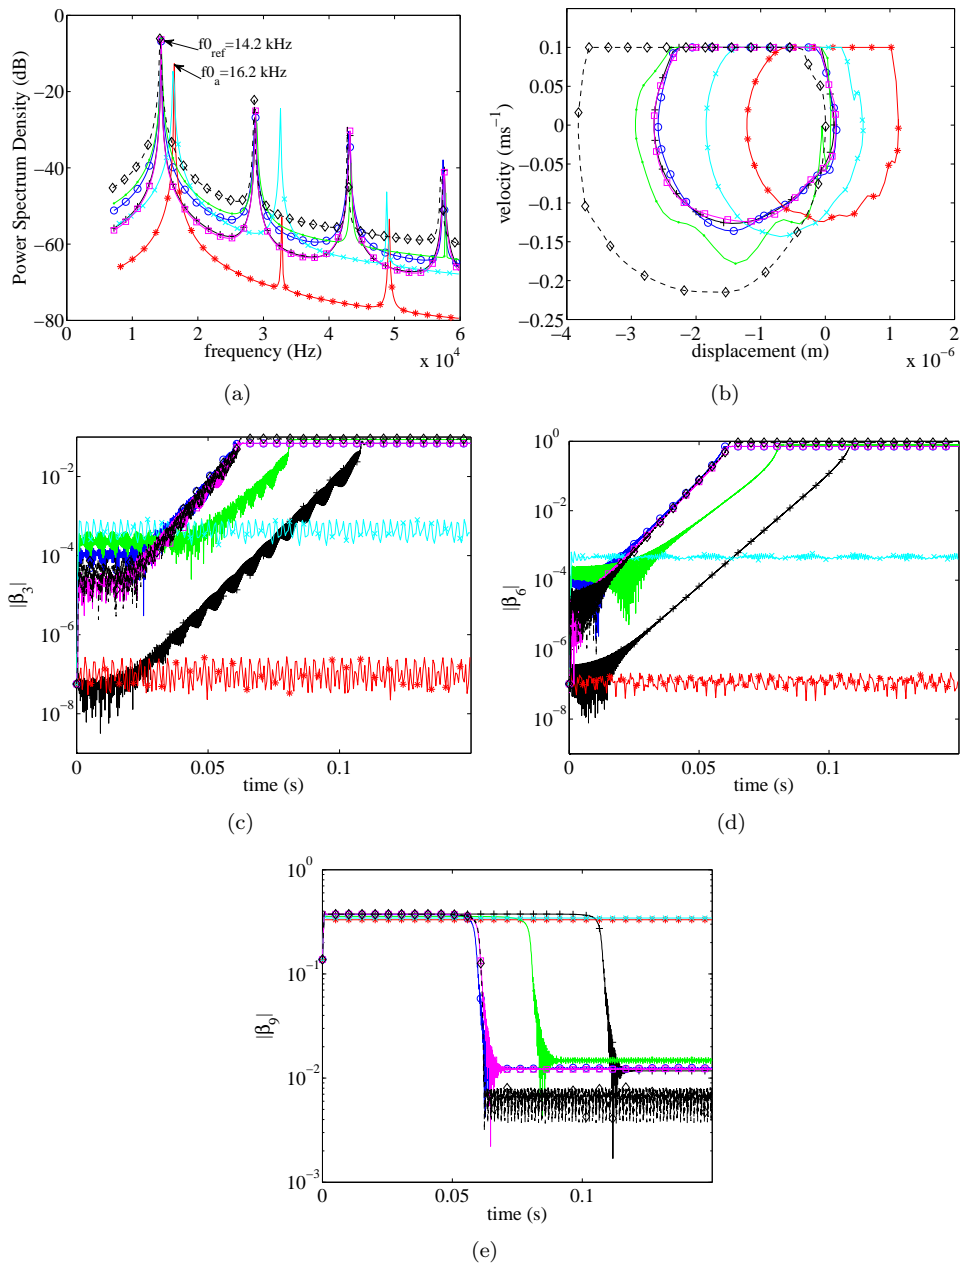 0
−20
−40
−60
−80
Power Spectrum Density (dB)
f0ref=14.2 kHz
f0a=16.2 kHz
0 1 2 3 4 5 6
frequency (Hz)
x 10^4
(a)
0.1
0.05
0
−0.05
−0.1
−0.15
−0.2
−0.25
velocity (ms−1)
−4 −3 −2 −1 0 1 2
displacement (m)
x 10^−6
(b)
10^−2
10^−4
10^−6
10^−8
|β3|
0 0.05 0.1
time (s)
(c)
10^0
10^−2
10^−4
10^−6
10^−8
|β6|
0 0.05 0.1
time (s)
(d)
10^0
10^−1
10^−2
10^−3
|β9|
0 0.05 0.1
time (s)
(e)